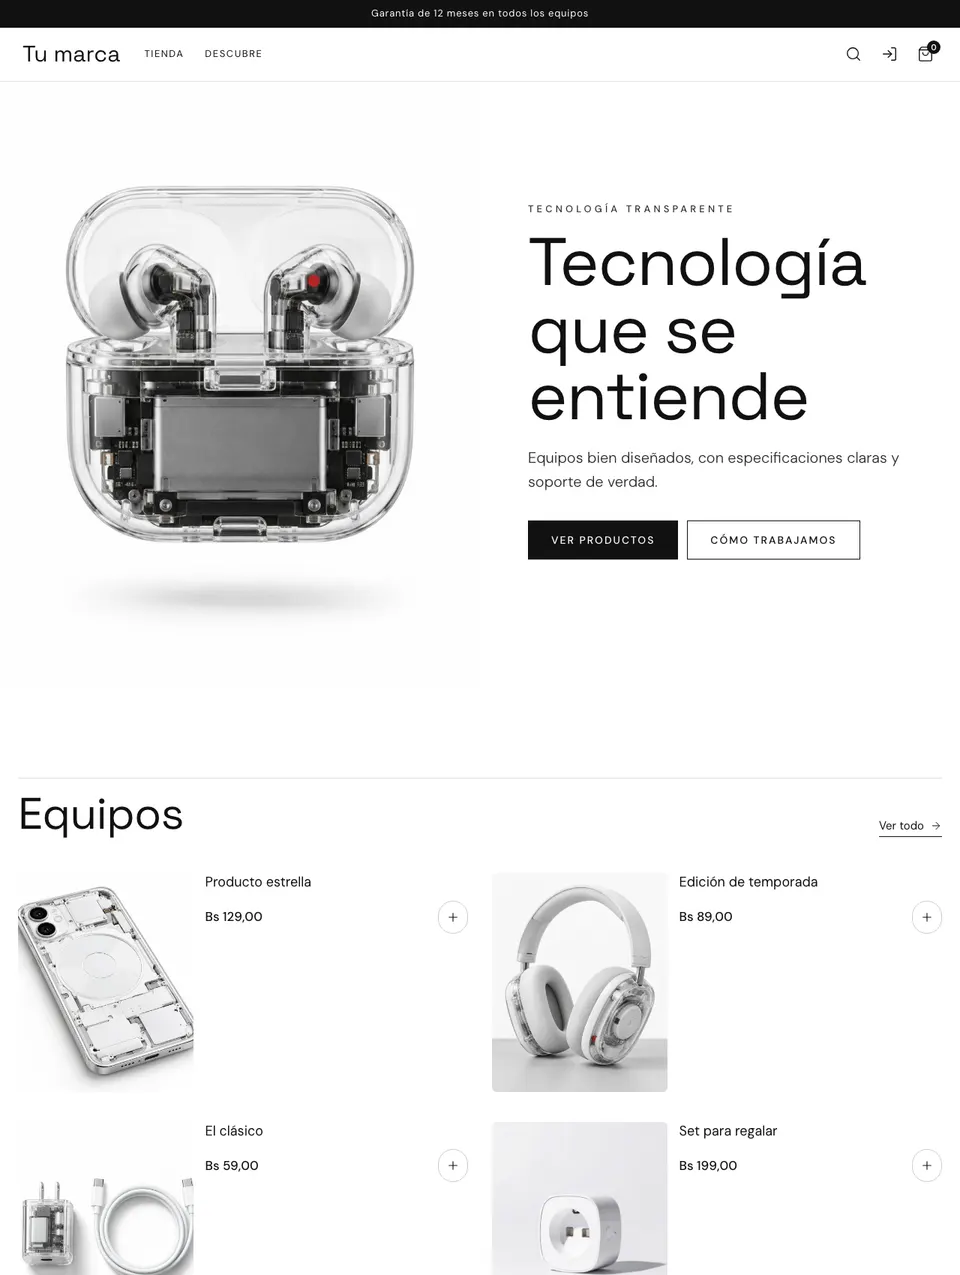 Garantía de 12 meses en todos los equipos
Tu marca
TIENDA
DESCUBRE
0
TECNOLOGÍA TRANSPARENTE
Tecnología
que se
entiende
Equipos bien diseñados, con especificaciones claras y
soporte de verdad.
VER PRODUCTOS
CÓMO TRABAJAMOS
Equipos
Ver todo
Producto estrella
Bs 129,00
Edición de temporada
Bs 89,00
El clásico
Bs 59,00
Set para regalar
Bs 199,00